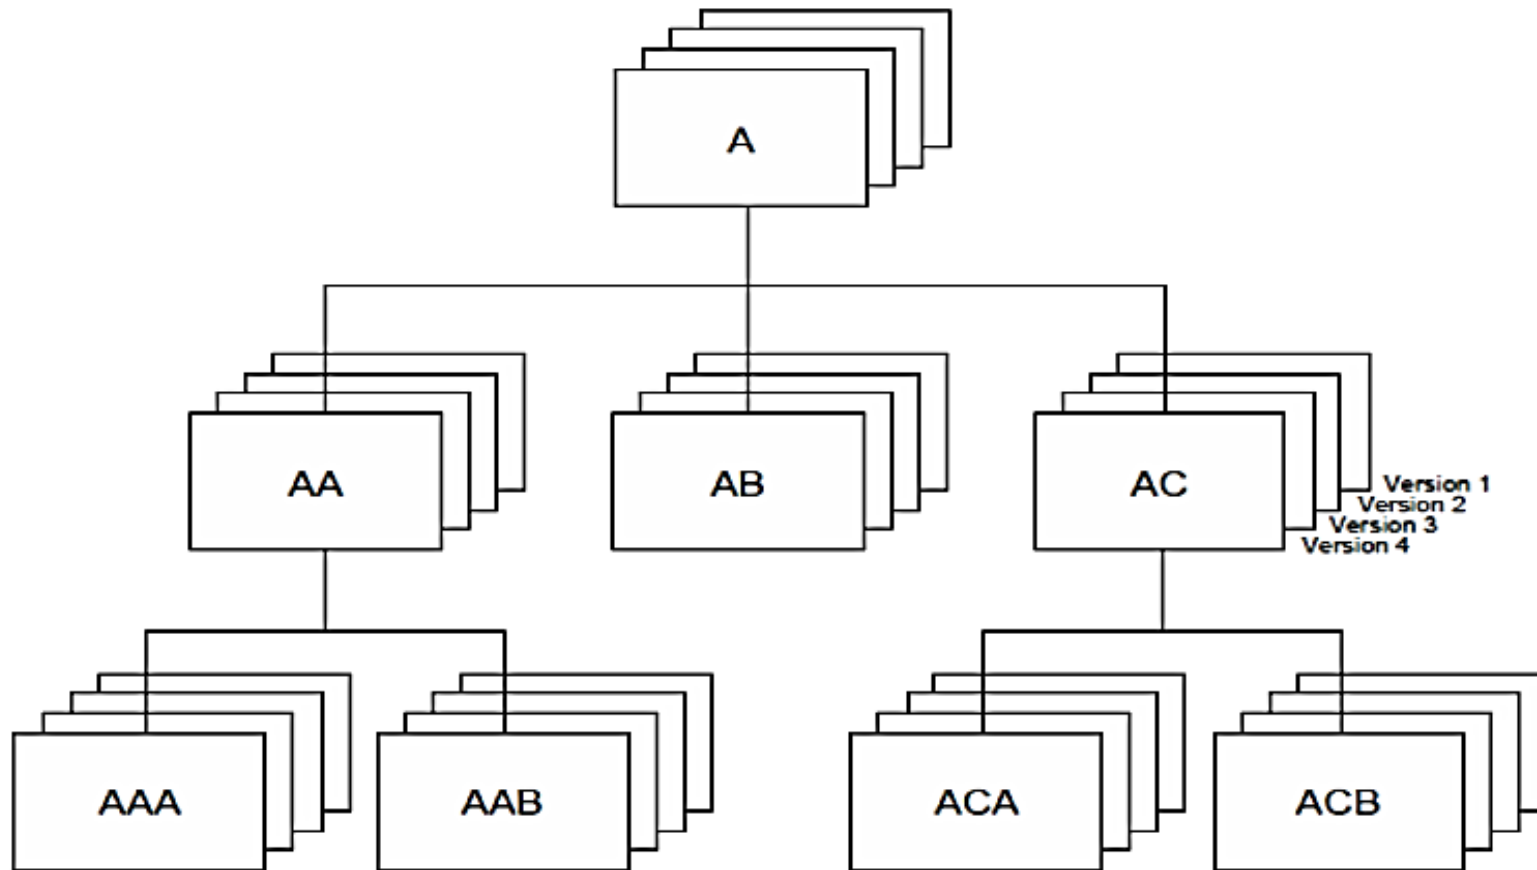 A
AA
AB
AC
Version 1
Version 2
Version 3
Version 4
AAA
AAB
ACA
ACB